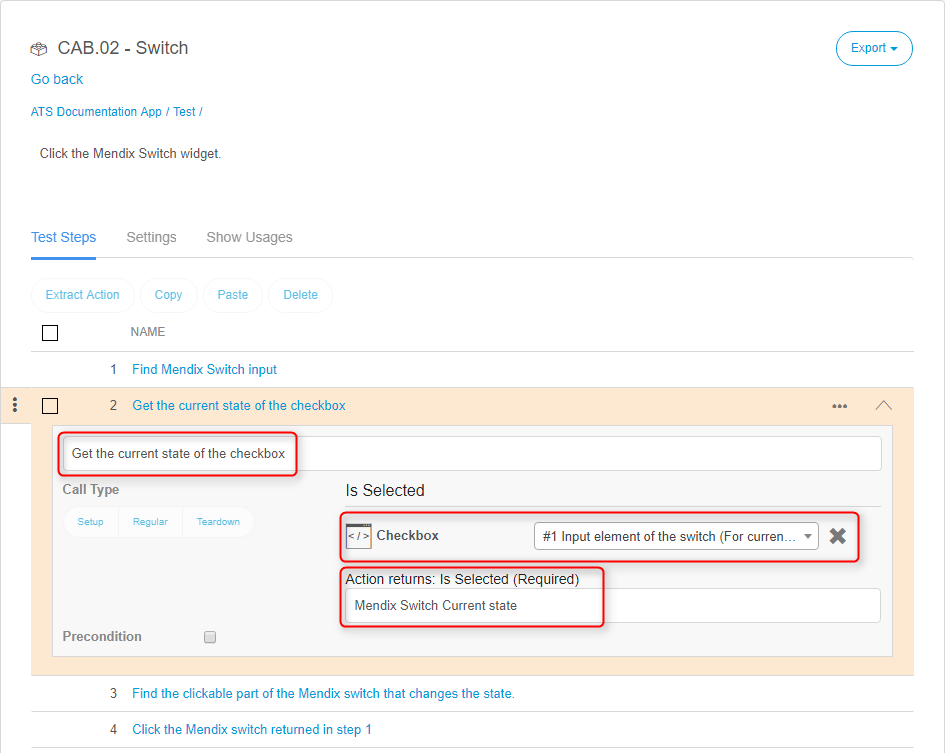 CAB.02 - Switch
Export
Go back
ATS Documentation App / Test /
Click the Mendix Switch widget.
Test Steps Settings Show Usages
Extract Action Copy Paste Delete
NAME
1 Find Mendix Switch input
2 Get the current state of the checkbox
Get the current state of the checkbox
Call Type
Is Selected
Setup Regular Teardown
</> Checkbox #1 Input element of the switch (For curren...
Action returns: Is Selected (Required)
Mendix Switch Current state
Precondition
3 Find the clickable part of the Mendix switch that changes the state.
4 Click the Mendix switch returned in step 1